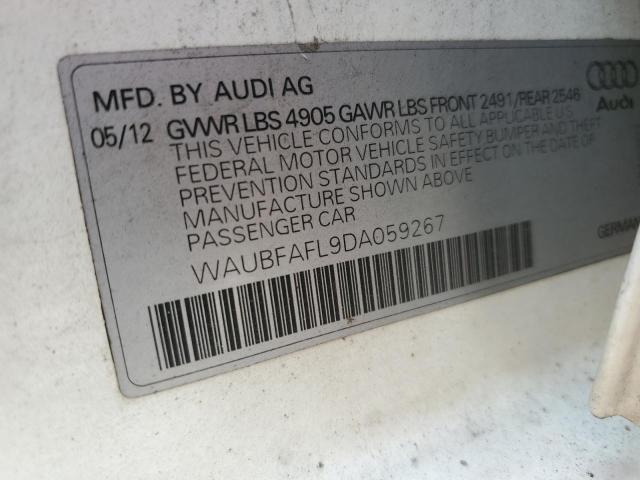 MFD. BY AUDI AG
05/12 GVWR LBS 4905 GAWR LBS FRONT 2491/REAR 2546
THIS VEHICLE CONFORMS TO ALL APPLICABLE U.S.
FEDERAL MOTOR VEHICLE SAFETY BUMPER AND THEFT
PREVENTION STANDARDS IN EFFECT ON THE DATE OF
MANUFACTURE SHOWN ABOVE
PASSENGER CAR
WAUBFAFL9DA059267
Audi
GERMAN